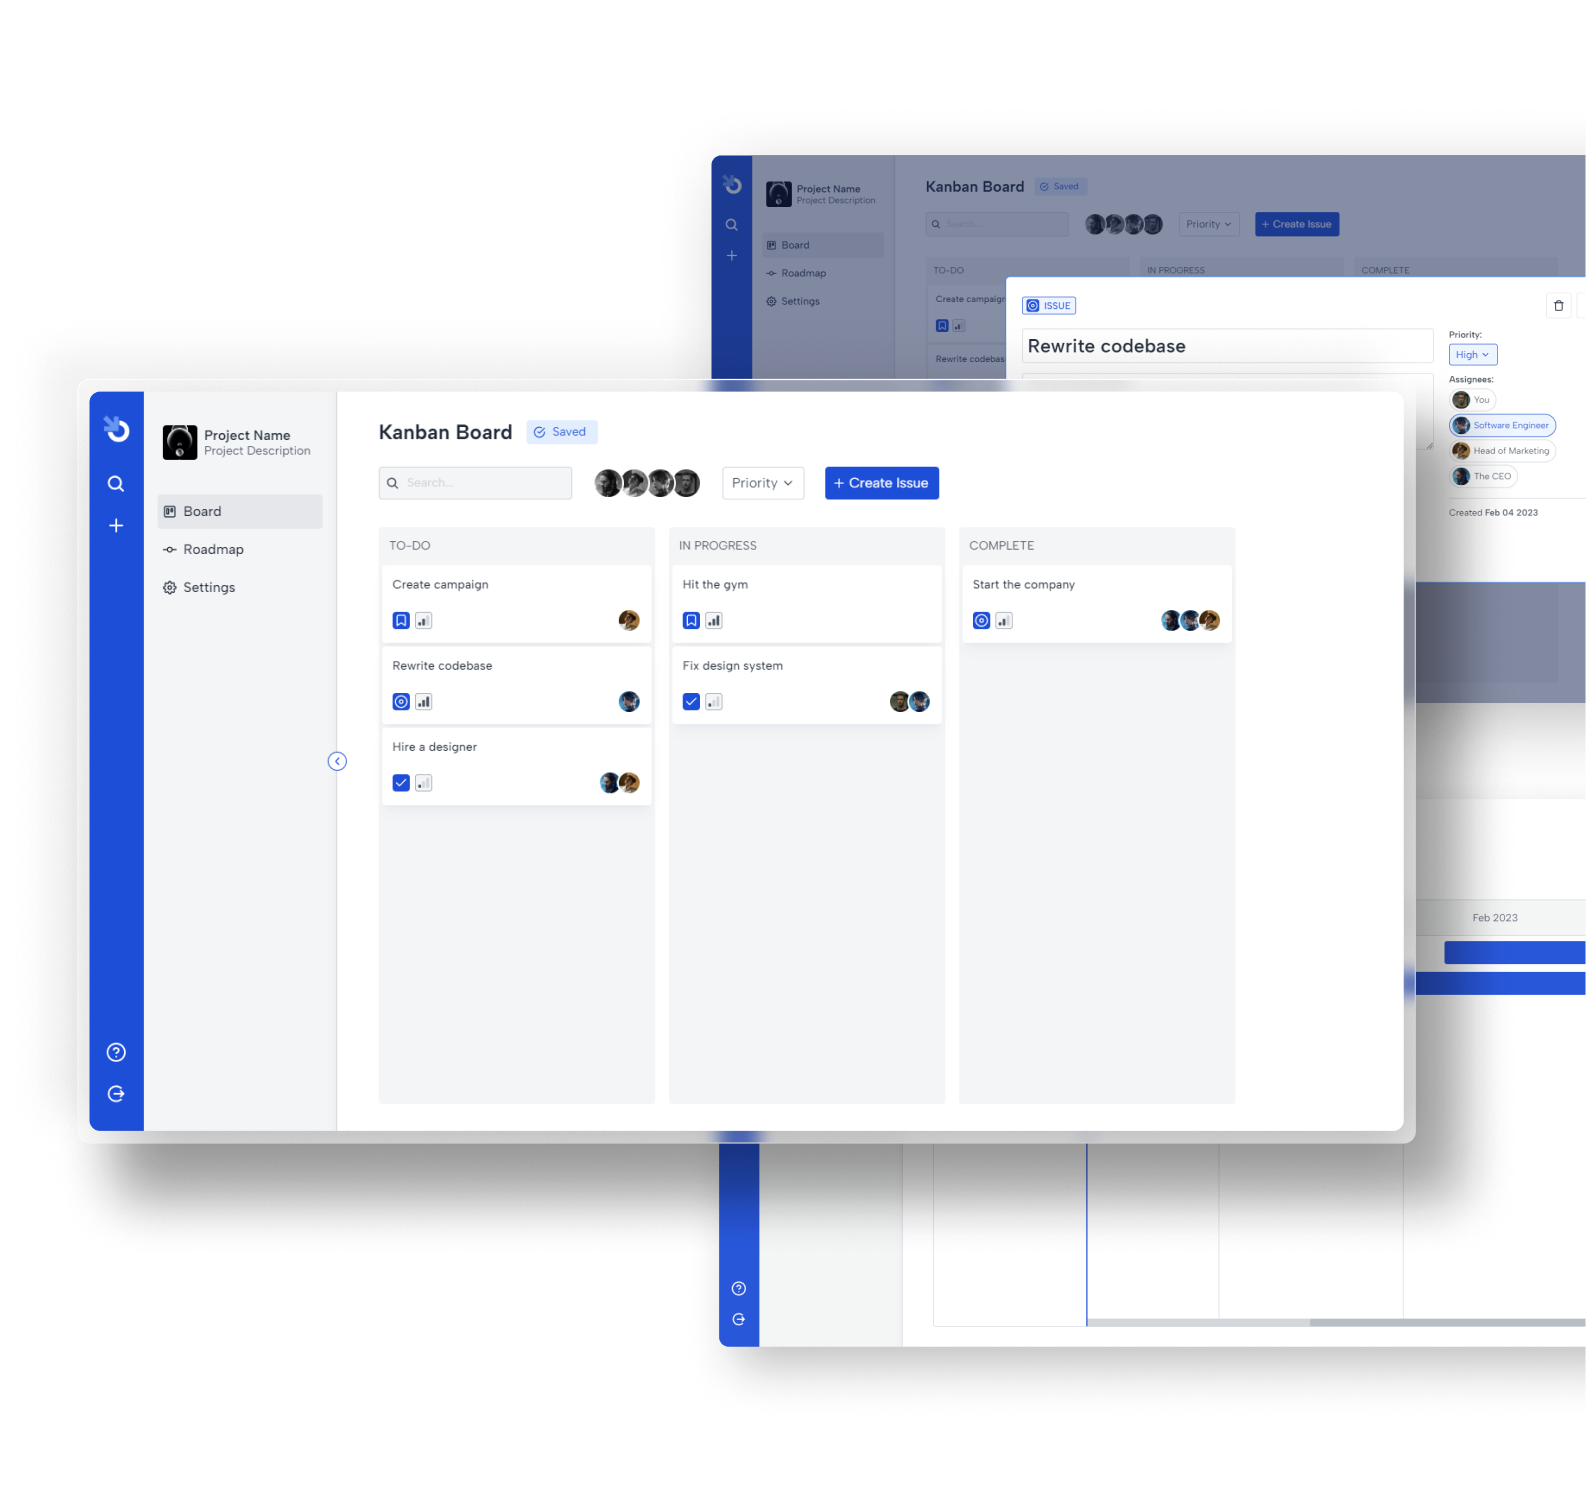 Project Name
Project Description
Board
Roadmap
Settings
Kanban Board
Saved
Search...
Priority
+ Create Issue
TO-DO
Create campaign
Rewrite codebase
Hire a designer
IN PROGRESS
Hit the gym
Fix design system
COMPLETE
Start the company
Project Name
Project Description
Board
Roadmap
Settings
Kanban Board
Saved
Search...
Priority
+ Create Issue
TO-DO
Create campaign
Rewrite codebas
IN PROGRESS
COMPLETE
ISSUE
Rewrite codebase
Priority:
High
Assignees:
You
Software Engineer
Head of Marketing
The CEO
Created Feb 04 2023
Feb 2023